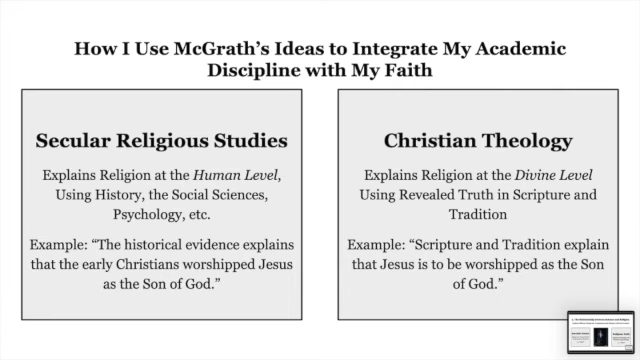 How I Use McGrath’s Ideas to Integrate My Academic
Discipline with My Faith
Secular Religious Studies
Explains Religion at the Human Level,
Using History, the Social Sciences,
Psychology, etc.
Example: “The historical evidence explains
that the early Christians worshipped Jesus
as the Son of God.”
Christian Theology
Explains Religion at the Divine Level
Using Revealed Truth in Scripture and
Tradition
Example: “Scripture and Tradition explain
that Jesus is to be worshipped as the Son
of God.”